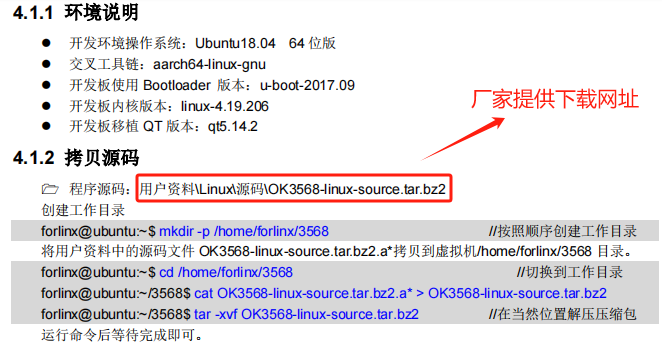 4.1.1 环境说明
● 开发环境操作系统：Ubuntu18.04 64 位版
● 交叉工具链：aarch64-linux-gnu
● 开发板使用 Bootloader 版本：u-boot-2017.09
● 开发板内核版本：linux-4.19.206
● 开发板移植 QT 版本：qt5.14.2
厂家提供下载网址
4.1.2 拷贝源码
程序源码：用户资料\Linux\源码\OK3568-linux-source.tar.bz2
创建工作目录
forlinx@ubuntu:~$ mkdir -p /home/forlinx/3568 //按照顺序创建工作目录
将用户资料中的源码文件 OK3568-linux-source.tar.bz2.a*拷贝到虚拟机/home/forlinx/3568 目录。
forlinx@ubuntu:~$ cd /home/forlinx/3568 //切换到工作目录
forlinx@ubuntu:~/3568$ cat OK3568-linux-source.tar.bz2.a* > OK3568-linux-source.tar.bz2
forlinx@ubuntu:~/3568$ tar -xvf OK3568-linux-source.tar.bz2 //在当然位置解压压缩包
运行命令后等待完成即可。